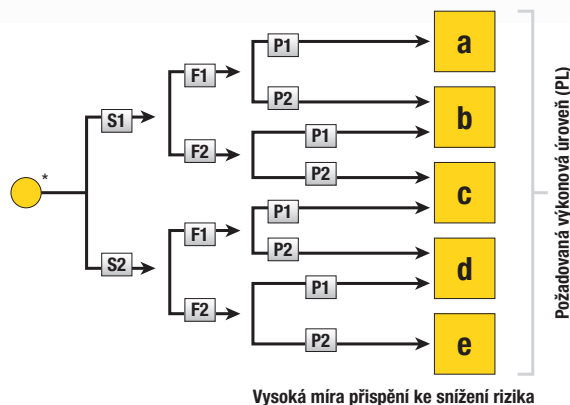 P1
a
F1
P2
b
S1
P1
F2
P2
c
*
P1
F1
P2
d
S2
P1
F2
P2
e
Požadovaná výkonová úroveň (PL)
Vysoká míra přispění ke snížení rizika